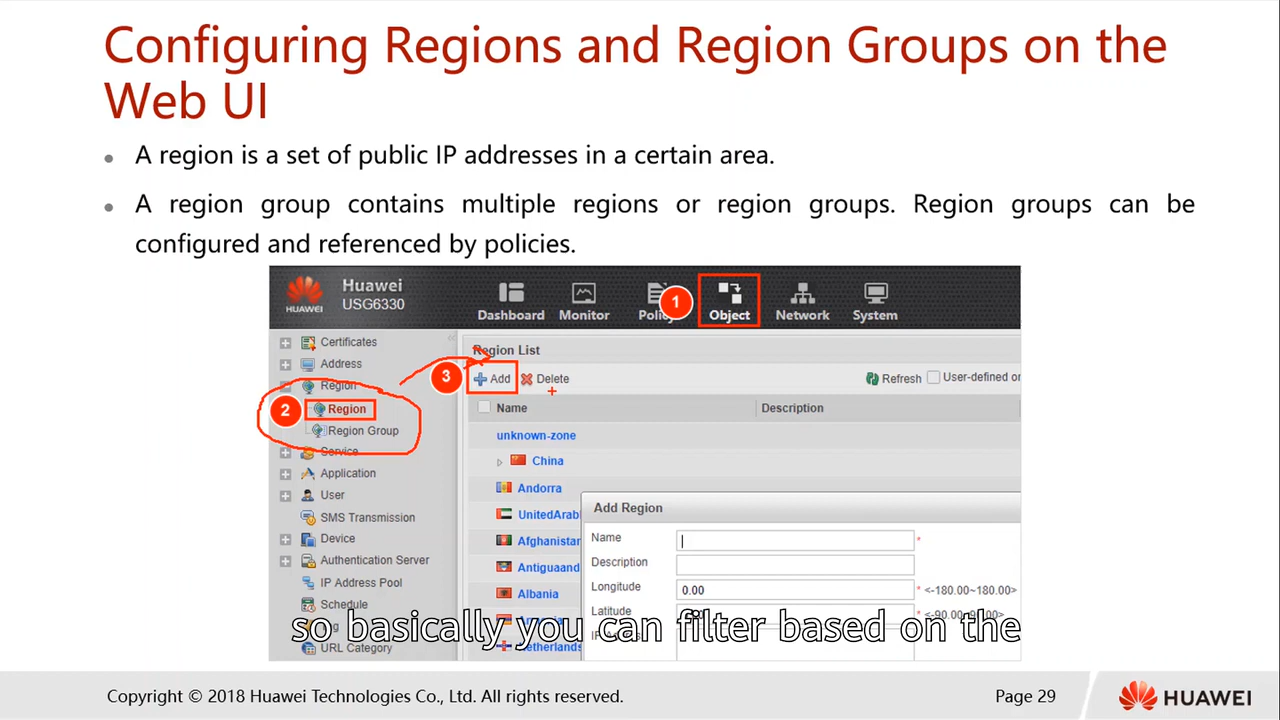 Configuring Regions and Region Groups on the
Web UI
A region is a set of public IP addresses in a certain area.
A region group contains multiple regions or region groups. Region groups can be
configured and referenced by policies.
HUAWEI
Huawei
USG6330
Dashboard
Monitor
1
Object
Network
System
Certificates
Address
Region
2
Region
Region Group
Service
Application
User
SMS Transmission
Device
Authentication Server
IP Address Pool
Schedule
URL Category
Region List
3
Add
Delete
Refresh
User-defined
Name
Description
unknown-zone
China
Andorra
UnitedArab
Afghanistan
Antiguaand
Albania
Netherlands
Add Region
Name
*
Description
Longitude
0.00
* <-180.00~180.00>
Latitude
so basically you can filter based on the
Copyright © 2018 Huawei Technologies Co., Ltd. All rights reserved.
Page 29
HUAWEI